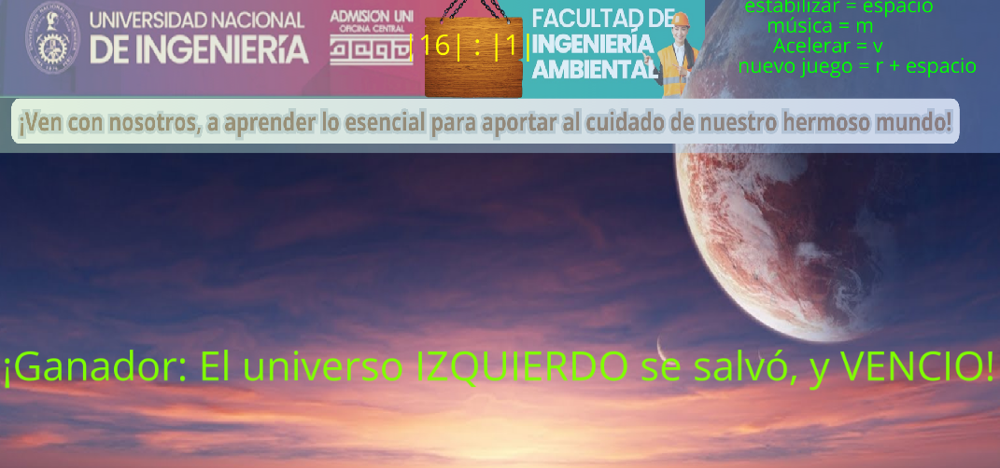 UNIVERSIDAD NACIONAL
DE INGENIERÍA
ADMISION UNI
OFICINA CENTRAL
|16| : |1|
FACULTAD DE
INGENIERÍA
AMBIENTAL
estabilizar = espacio
música = m
Acelerar = v
nuevo juego = r + espacio
¡Ven con nosotros, a aprender lo esencial para aportar al cuidado de nuestro hermoso mundo!
¡Ganador: El universo IZQUIERDO se salvó, y VENCIO!